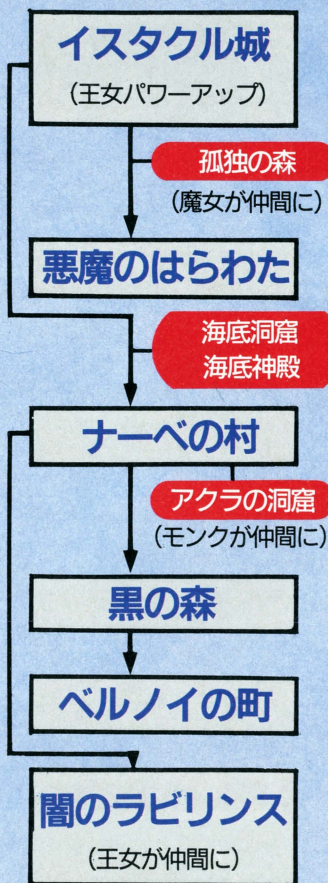 イスタクル城
(王女パワーアップ)
孤独の森
(魔女が仲間に)
悪魔のはらわた
海底洞窟
海底神殿
ナーベの村
アクラの洞窟
(モンクが仲間に)
黒の森
ベルノイの町
闇のラビリンス
(王女が仲間に)